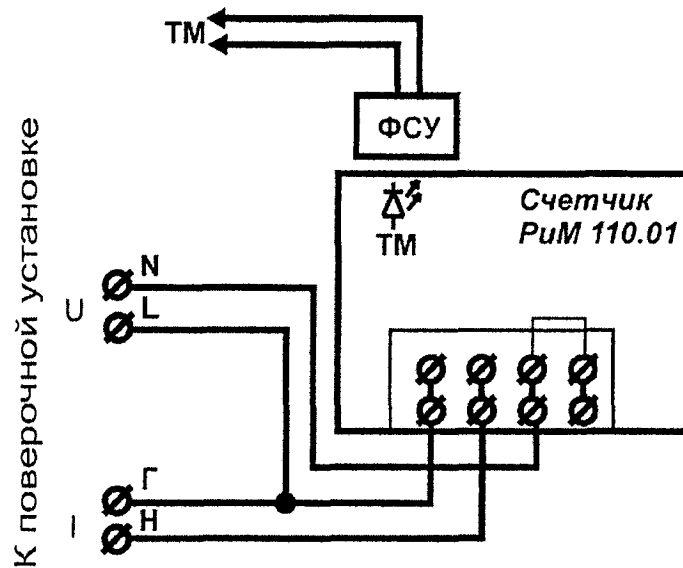 ТМ
ФСУ
Счетчик
РиМ 110.01
ТМ
К поверочной установке
U
N
L
I
Г
Н